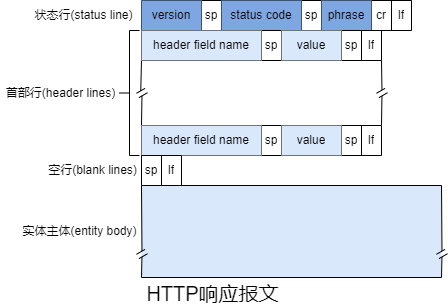 状态行(status line) version sp status code sp phrase cr lf
header field name sp value sp lf
首部行(header lines)
header field name sp value sp lf
空行(blank lines) sp lf
实体主体(entity body)
HTTP响应报文